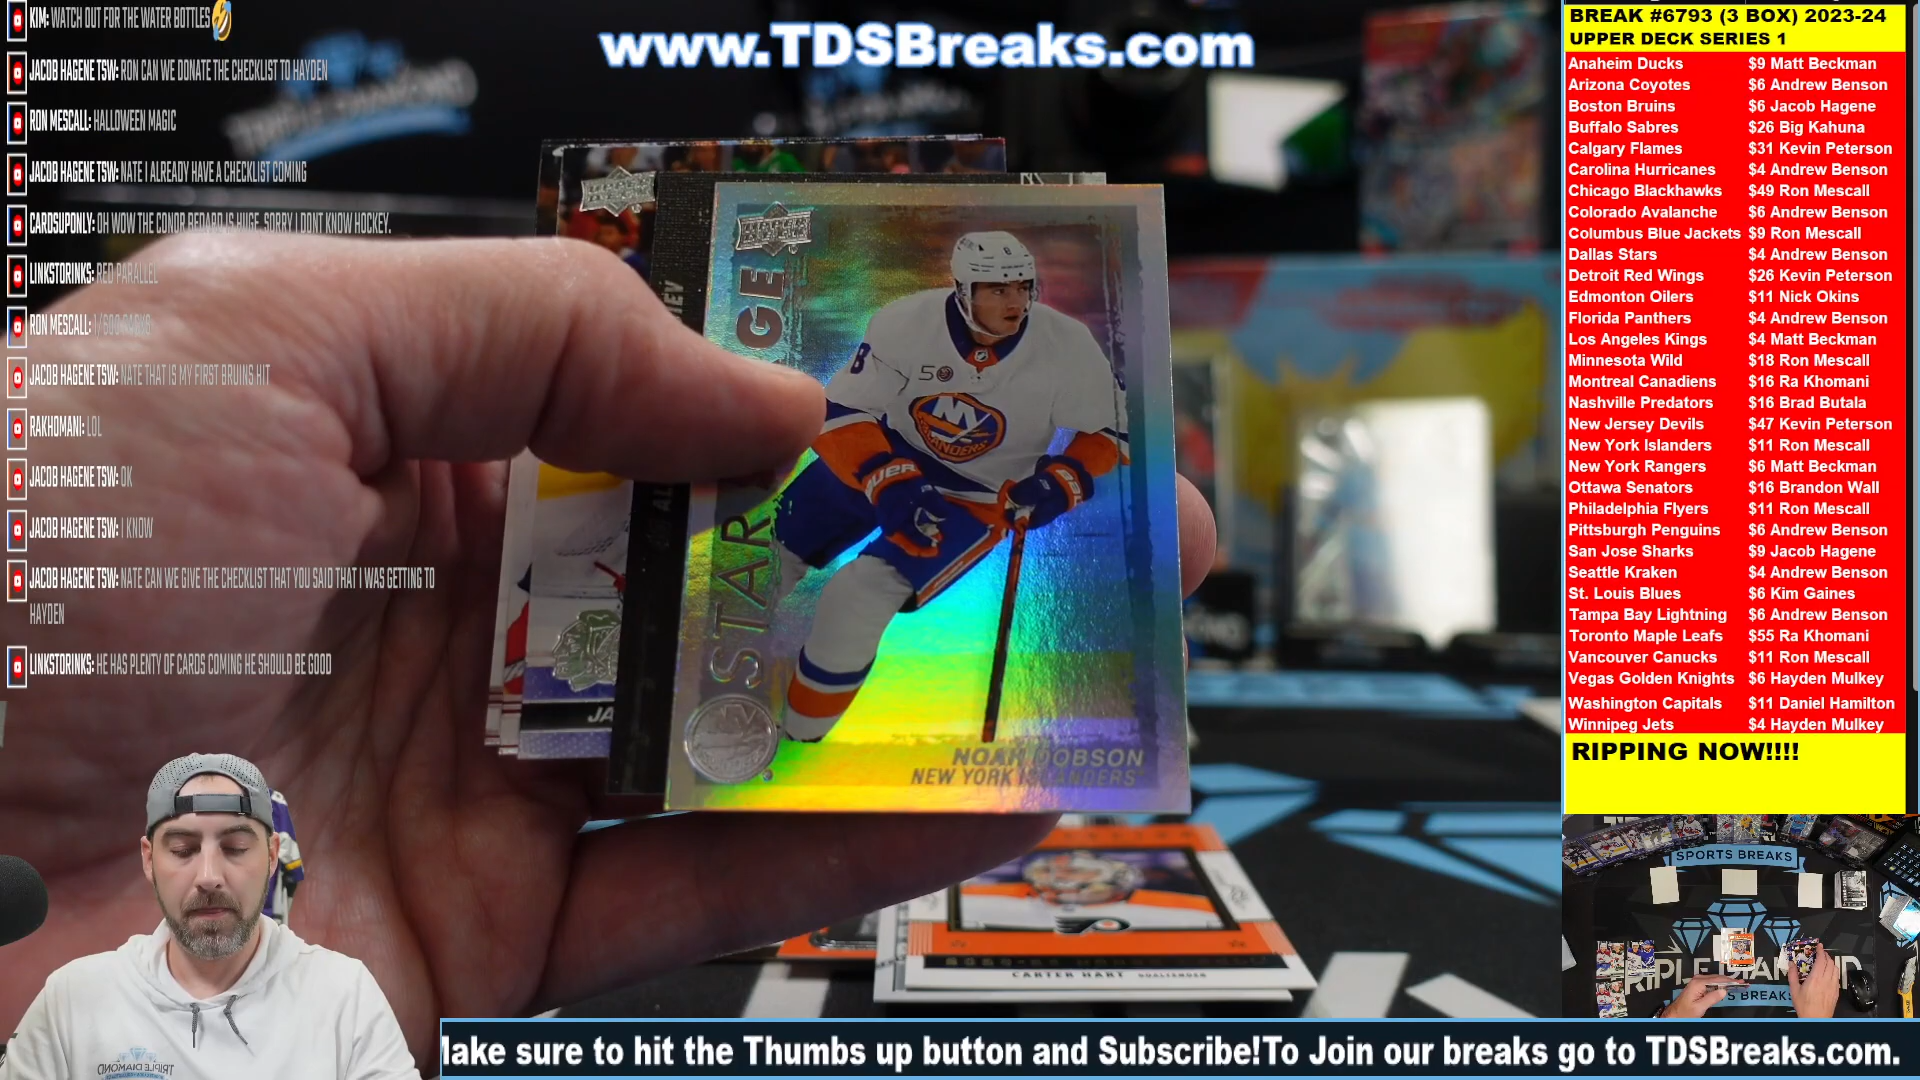 KIM: WATCH OUT FOR THE WATER BOTTLES
JACOB HAGENE TSW: RON CAN WE DONATE THE CHECKLIST TO HAYDEN
RON MESCALL: HALLOWEEN MAGIC
JACOB HAGENE TSW: NATE I ALREADY HAVE A CHECKLIST COMING
CARDSUPONLY: OH WOW THE CONOR BEDARD IS HUGE. SORRY I DONT KNOW HOCKEY.
LINKSTORINKS: RED PARALLEL
RON MESCALL:
JACOB HAGENE TSW: NATE THAT IS MY FIRST BRUINS HIT
RAKHOMANI: LOL
JACOB HAGENE TSW: OK
JACOB HAGENE TSW: I KNOW
JACOB HAGENE TSW: NATE CAN WE GIVE THE CHECKLIST THAT YOU SAID THAT I WAS GETTING TO
HAYDEN
LINKSTORINKS: HE HAS PLENTY OF CARDS COMING HE SHOULD BE GOOD
www.TDSBreaks.com
UPPER DECK
STAR GE
8
8
50
ISLANDERS
BAUER
NOAH DOBSON
NEW YORK ISLANDERS
JA
CARTER HART GOALTENDER
BREAK #6793 (3 BOX) 2023-24
UPPER DECK SERIES 1
Anaheim Ducks $9 Matt Beckman
Arizona Coyotes $6 Andrew Benson
Boston Bruins $6 Jacob Hagene
Buffalo Sabres $26 Big Kahuna
Calgary Flames $31 Kevin Peterson
Carolina Hurricanes $4 Andrew Benson
Chicago Blackhawks $49 Ron Mescall
Colorado Avalanche $6 Andrew Benson
Columbus Blue Jackets $9 Ron Mescall
Dallas Stars $4 Andrew Benson
Detroit Red Wings $26 Kevin Peterson
Edmonton Oilers $11 Nick Okins
Florida Panthers $4 Andrew Benson
Los Angeles Kings $4 Matt Beckman
Minnesota Wild $18 Ron Mescall
Montreal Canadiens $16 Ra Khomani
Nashville Predators $16 Brad Butala
New Jersey Devils $47 Kevin Peterson
New York Islanders $11 Ron Mescall
New York Rangers $6 Matt Beckman
Ottawa Senators $16 Brandon Wall
Philadelphia Flyers $11 Ron Mescall
Pittsburgh Penguins $6 Andrew Benson
San Jose Sharks $9 Jacob Hagene
Seattle Kraken $4 Andrew Benson
St. Louis Blues $6 Kim Gaines
Tampa Bay Lightning $6 Andrew Benson
Toronto Maple Leafs $55 Ra Khomani
Vancouver Canucks $11 Ron Mescall
Vegas Golden Knights $6 Hayden Mulkey
Washington Capitals $11 Daniel Hamilton
Winnipeg Jets $4 Hayden Mulkey
RIPPING NOW!!!!
SPORTS BREAKS
TRIPLE DIAMOND
S BREAKS
TRIPLE DIAMOND
Make sure to hit the Thumbs up button and Subscribe!To Join our breaks go to TDSBreaks.com.